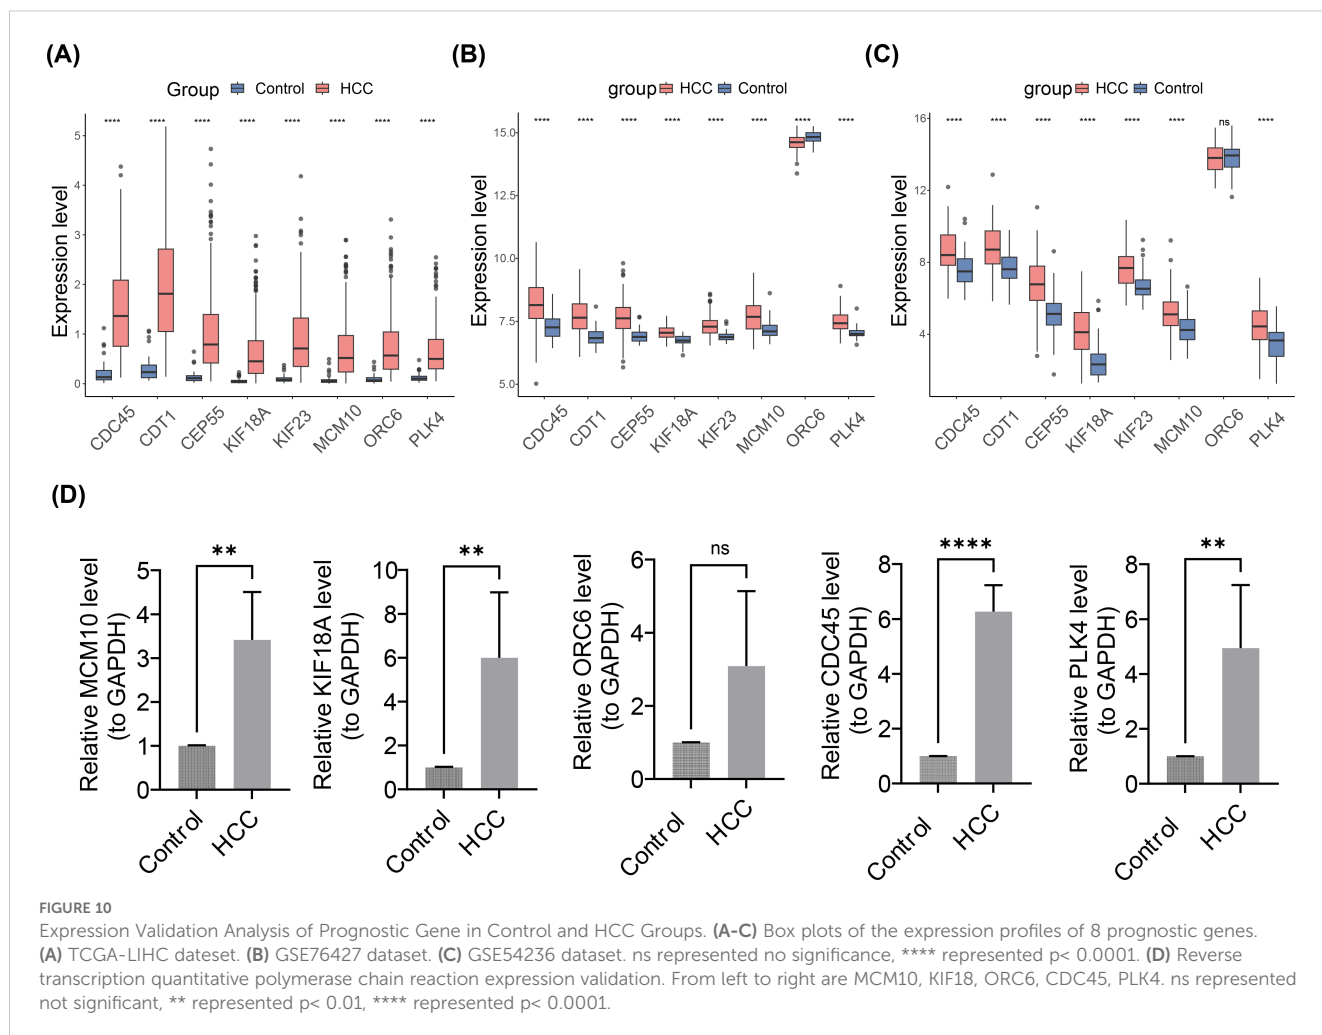 (A)
Group Control HCC
Expression level
**** **** **** **** **** **** **** ****
5
4
3
2
1
0
CDC45 CDT1 CEP55 KIF18A KIF23 MCM10 ORC6 PLK4
(B)
group HCC Control
Expression level
**** **** **** **** **** **** **** ****
15.0
12.5
10.0
7.5
5.0
CDC45 CDT1 CEP55 KIF18A KIF23 MCM10 ORC6 PLK4
(C)
group HCC Control
Expression level
**** **** **** **** **** **** ns ****
16
12
8
4
CDC45 CDT1 CEP55 KIF18A KIF23 MCM10 ORC6 PLK4
(D)
Relative MCM10 level
(to GAPDH)
**
5
4
3
2
1
0
Control HCC
Relative KIF18A level
(to GAPDH)
**
10
8
6
4
2
0
Control HCC
Relative ORC6 level
(to GAPDH)
ns
6
4
2
0
Control HCC
Relative CDC45 level
(to GAPDH)
****
8
6
4
2
0
Control HCC
Relative PLK4 level
(to GAPDH)
**
8
6
4
2
0
Control HCC
FIGURE 10
Expression Validation Analysis of Prognostic Gene in Control and HCC Groups. (A-C) Box plots of the expression profiles of 8 prognostic genes.
(A) TCGA-LIHC dateset. (B) GSE76427 dataset. (C) GSE54236 dataset. ns represented no significance, **** represented p< 0.0001. (D) Reverse
transcription quantitative polymerase chain reaction expression validation. From left to right are MCM10, KIF18, ORC6, CDC45, PLK4. ns represented
not significant, ** represented p< 0.01, **** represented p< 0.0001.